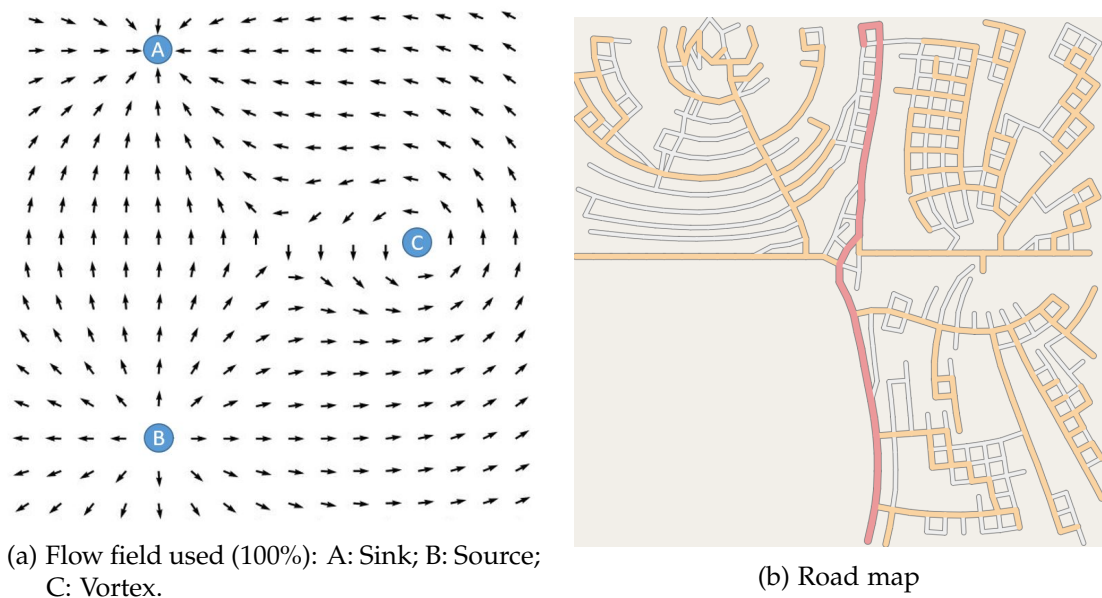 A
C
B
(a) Flow field used (100%): A: Sink; B: Source;
C: Vortex.
(b) Road map